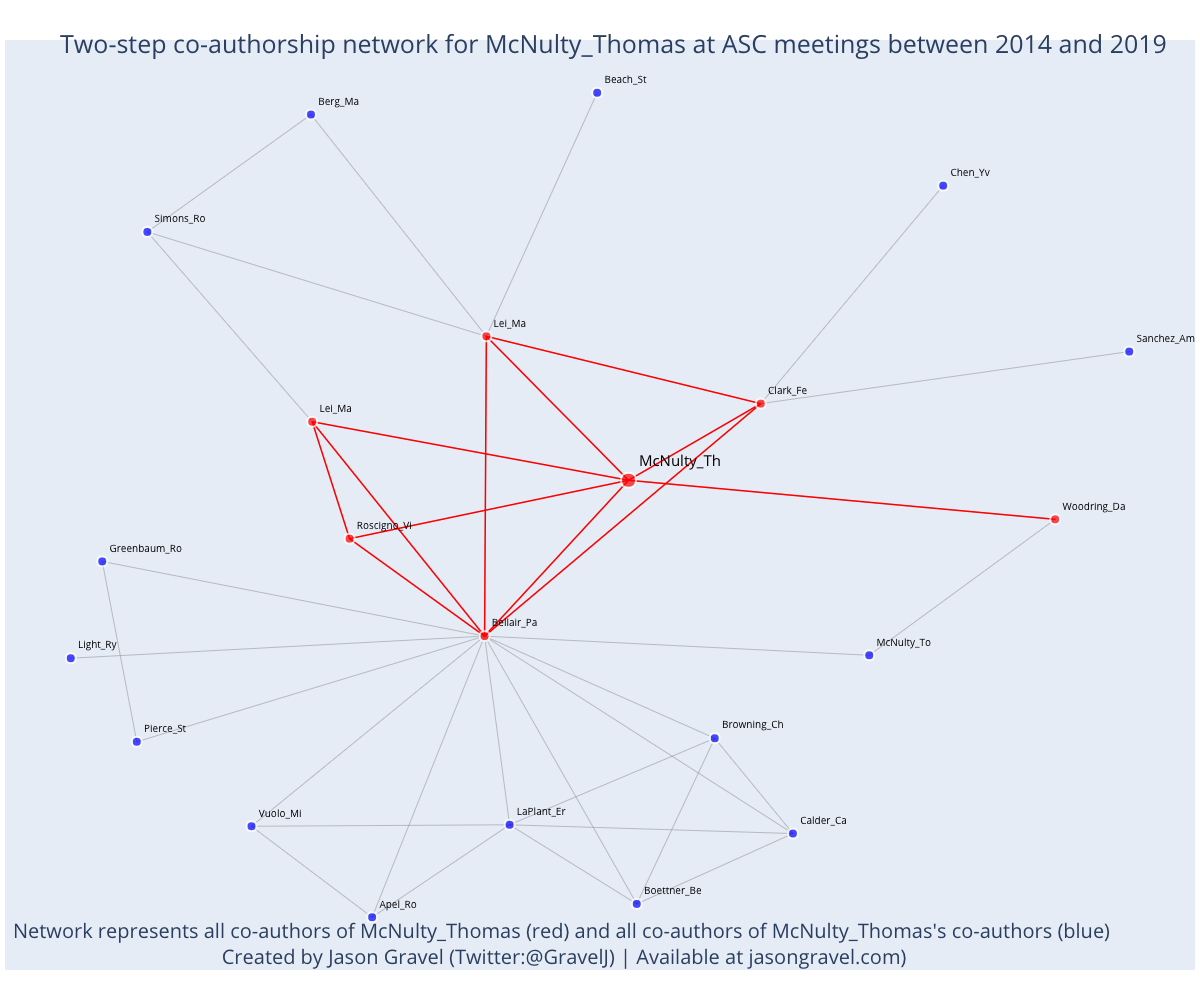 Two-step co-authorship network for McNulty_Thomas at ASC meetings between 2014 and 2019
Beach_St
Berg_Ma
Chen_Yv
Simons_Ro
Lei_Ma
Sanchez_Am
Clark_Fe
Lei_Ma
McNulty_Th
Woodring_Da
Roscigno_Vi
Greenbaum_Ro
Bellair_Pa
Light_Ry
McNulty_To
Pierce_St
Browning_Ch
Vuolo_Mi
LaPlant_Er
Calder_Ca
Boettner_Be
Apel_Ro
Network represents all co-authors of McNulty_Thomas (red) and all co-authors of McNulty_Thomas's co-authors (blue)
Created by Jason Gravel (Twitter:@GravelJ) | Available at jasongravel.com)